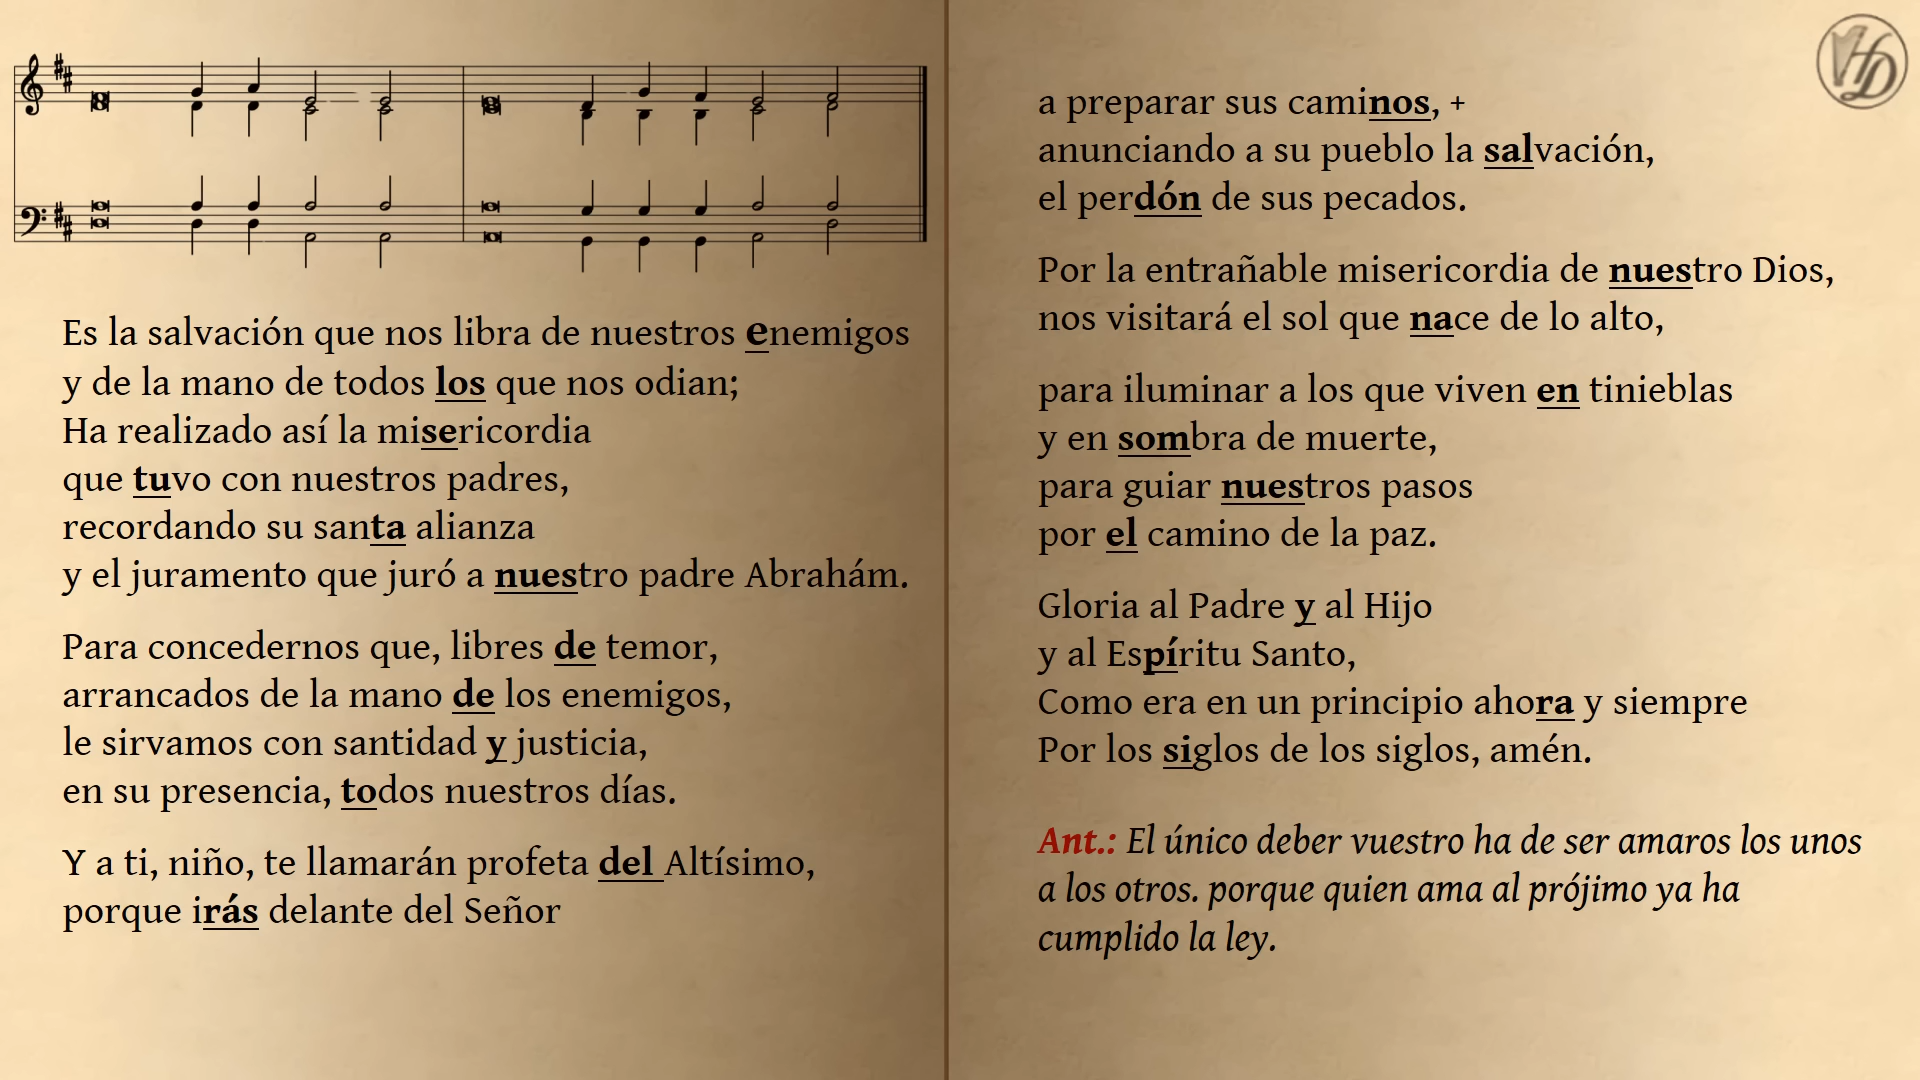 Es la salvación que nos libra de nuestros enemigos
y de la mano de todos los que nos odian;
Ha realizado así la misericordia
que tuvo con nuestros padres,
recordando su santa alianza
y el juramento que juró a nuestro padre Abrahám.
Para concedernos que, libres de temor,
arrancados de la mano de los enemigos,
le sirvamos con santidad y justicia,
en su presencia, todos nuestros días.
Y a ti, niño, te llamarán profeta del Altísimo,
porque irás delante del Señor
HD
a preparar sus caminos, +
anunciando a su pueblo la salvación,
el perdón de sus pecados.
Por la entrañable misericordia de nuestro Dios,
nos visitará el sol que nace de lo alto,
para iluminar a los que viven en tinieblas
y en sombra de muerte,
para guiar nuestros pasos
por el camino de la paz.
Gloria al Padre y al Hijo
y al Espíritu Santo,
Como era en un principio ahora y siempre
Por los siglos de los siglos, amén.
Ant.: El único deber vuestro ha de ser amaros los unos
a los otros. porque quien ama al prójimo ya ha
cumplido la ley.